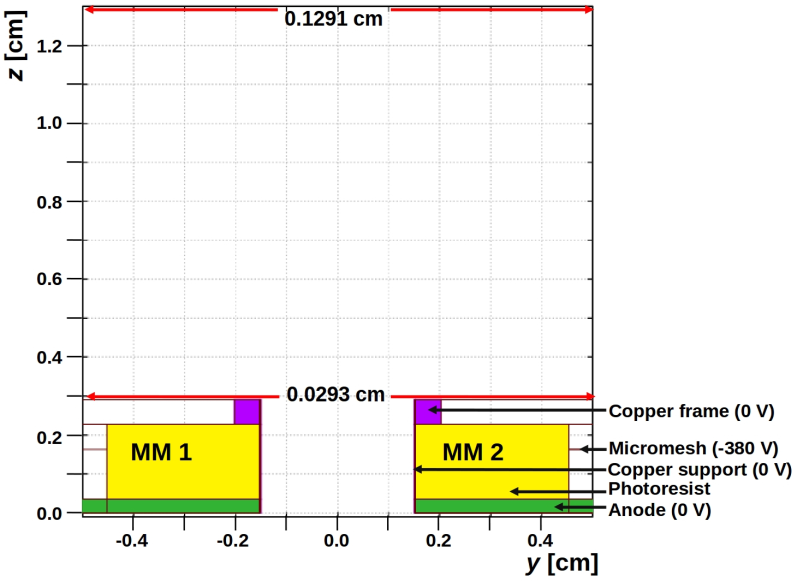 0.1291 cm
z [cm]
1.2
1.0
0.8
0.6
0.4
0.2
0.0
0.0293 cm
Copper frame (0 V)
MM 1
MM 2
Micromesh (-380 V)
Copper support (0 V)
Photoresist
Anode (0 V)
-0.4
-0.2
0.0
0.2
0.4
y [cm]